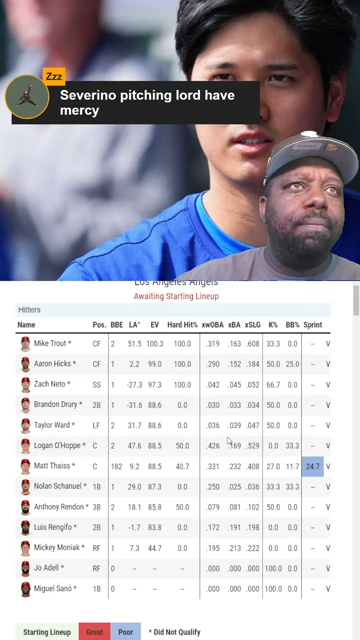 Zzz
Severino pitching lord have
mercy
Los Angeles Angels
Awaiting Starting Lineup
Hitters
Name Pos. BBE LA° EV Hard Hit% xwOBA xBA xSLG K% BB% Sprint
Mike Trout * CF 2 51.5 100.3 100.0 .319 .163 .608 33.3 0.0 -- V
Aaron Hicks * CF 1 2.2 99.0 100.0 .290 .152 .184 50.0 25.0 -- V
Zach Neto * SS 1 -27.3 97.3 100.0 .042 .045 .052 66.7 0.0 -- V
Brandon Drury * 2B 1 -31.6 88.6 0.0 .030 .033 .034 50.0 0.0 -- V
Taylor Ward * LF 2 31.7 88.6 0.0 .036 .039 .047 50.0 0.0 -- V
Logan O'Hoppe * C 2 47.6 88.5 50.0 .426 .169 .529 0.0 33.3 -- V
Matt Thaiss * C 182 9.2 88.5 40.7 .331 .232 .408 27.0 11.7 24.7 V
Nolan Schanuel * 1B 1 29.0 87.3 0.0 .250 .025 .036 33.3 33.3 -- V
Anthony Rendon * 3B 2 18.1 85.8 50.0 .079 .081 .102 50.0 0.0 -- V
Luis Rengifo * 2B 1 -1.7 83.8 0.0 .172 .191 .198 0.0 0.0 -- V
Mickey Moniak * RF 1 7.3 44.7 0.0 .195 .213 .222 0.0 0.0 -- V
Jo Adell * RF 0 -- -- -- .000 .000 .000 100.0 0.0 -- V
Miguel Sanó * 1B 0 -- -- -- .000 .000 .000 100.0 0.0 -- V
Starting Lineup Great Poor * Did Not Qualify